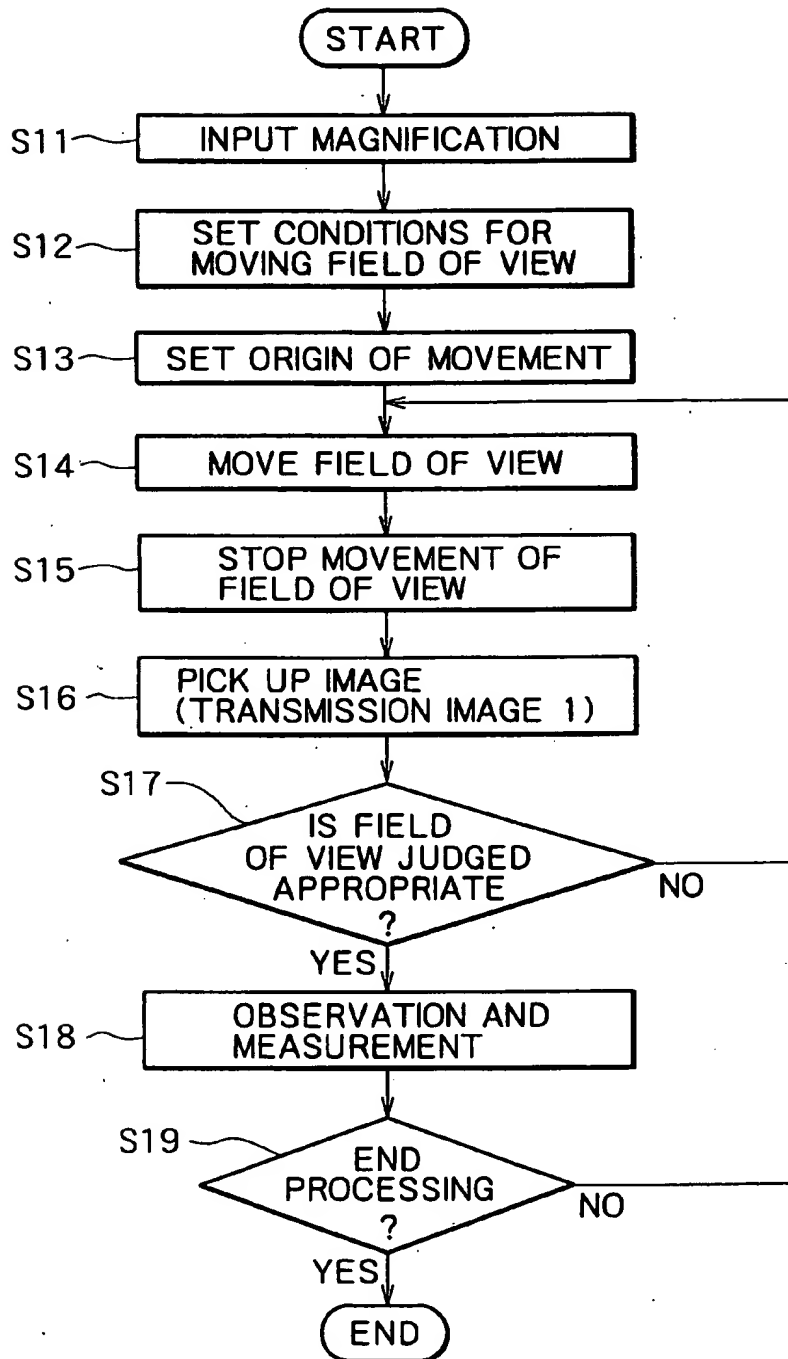 START
S11
INPUT MAGNIFICATION
S12
SET CONDITIONS FOR
MOVING FIELD OF VIEW
S13
SET ORIGIN OF MOVEMENT
S14
MOVE FIELD OF VIEW
S15
STOP MOVEMENT OF
FIELD OF VIEW
S16
PICK UP IMAGE
(TRANSMISSION IMAGE 1)
S17
IS FIELD
OF VIEW JUDGED
APPROPRIATE
?
NO
YES
S18
OBSERVATION AND
MEASUREMENT
S19
END
PROCESSING
?
NO
YES
END